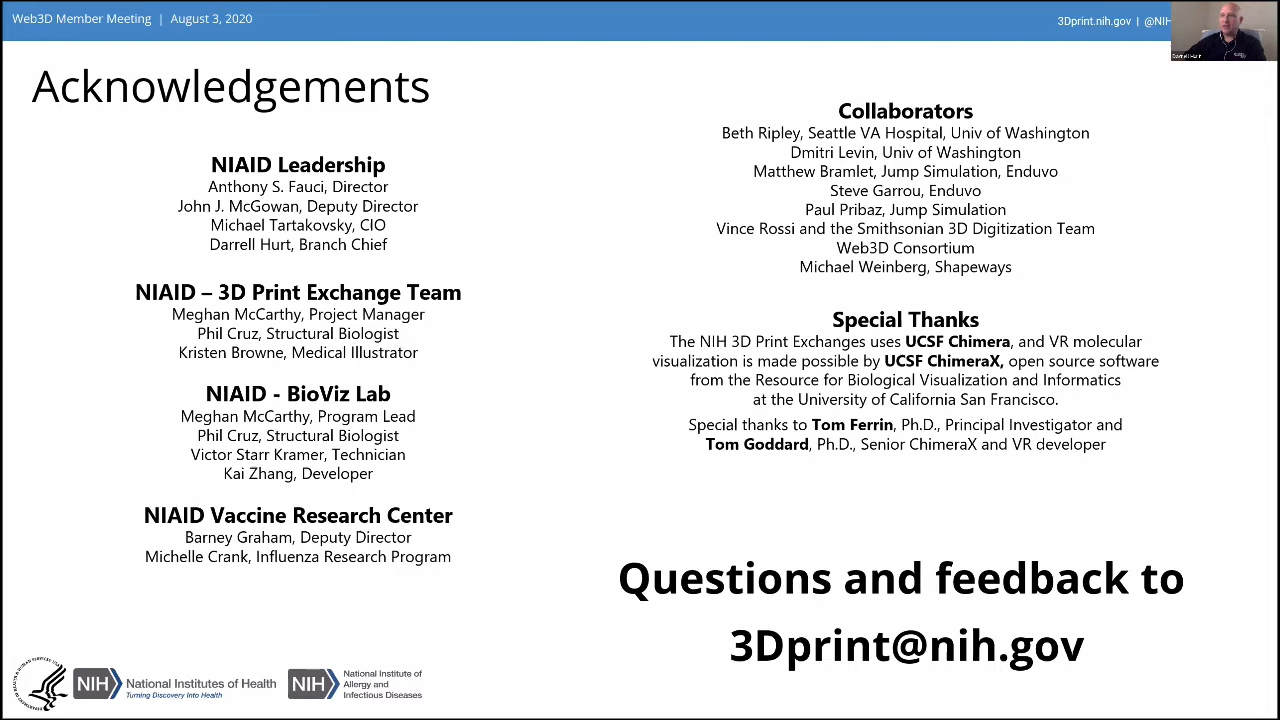 Web3D Member Meeting | August 3, 2020
3Dprint.nih.gov | @NIH
Acknowledgements
NIAID Leadership
Anthony S. Fauci, Director
John J. McGowan, Deputy Director
Michael Tartakovsky, CIO
Darrell Hurt, Branch Chief
NIAID – 3D Print Exchange Team
Meghan McCarthy, Project Manager
Phil Cruz, Structural Biologist
Kristen Browne, Medical Illustrator
NIAID - BioViz Lab
Meghan McCarthy, Program Lead
Phil Cruz, Structural Biologist
Victor Starr Kramer, Technician
Kai Zhang, Developer
NIAID Vaccine Research Center
Barney Graham, Deputy Director
Michelle Crank, Influenza Research Program
Collaborators
Beth Ripley, Seattle VA Hospital, Univ of Washington
Dmitri Levin, Univ of Washington
Matthew Bramlet, Jump Simulation, Enduvo
Steve Garrou, Enduvo
Paul Pribaz, Jump Simulation
Vince Rossi and the Smithsonian 3D Digitization Team
Web3D Consortium
Michael Weinberg, Shapeways
Special Thanks
The NIH 3D Print Exchanges uses UCSF Chimera, and VR molecular
visualization is made possible by UCSF ChimeraX, open source software
from the Resource for Biological Visualization and Informatics
at the University of California San Francisco.
Special thanks to Tom Ferrin, Ph.D., Principal Investigator and
Tom Goddard, Ph.D., Senior ChimeraX and VR developer
Questions and feedback to
3Dprint@nih.gov
NIH National Institutes of Health
Turning Discovery Into Health
NIH National Institute of
Allergy and
Infectious Diseases